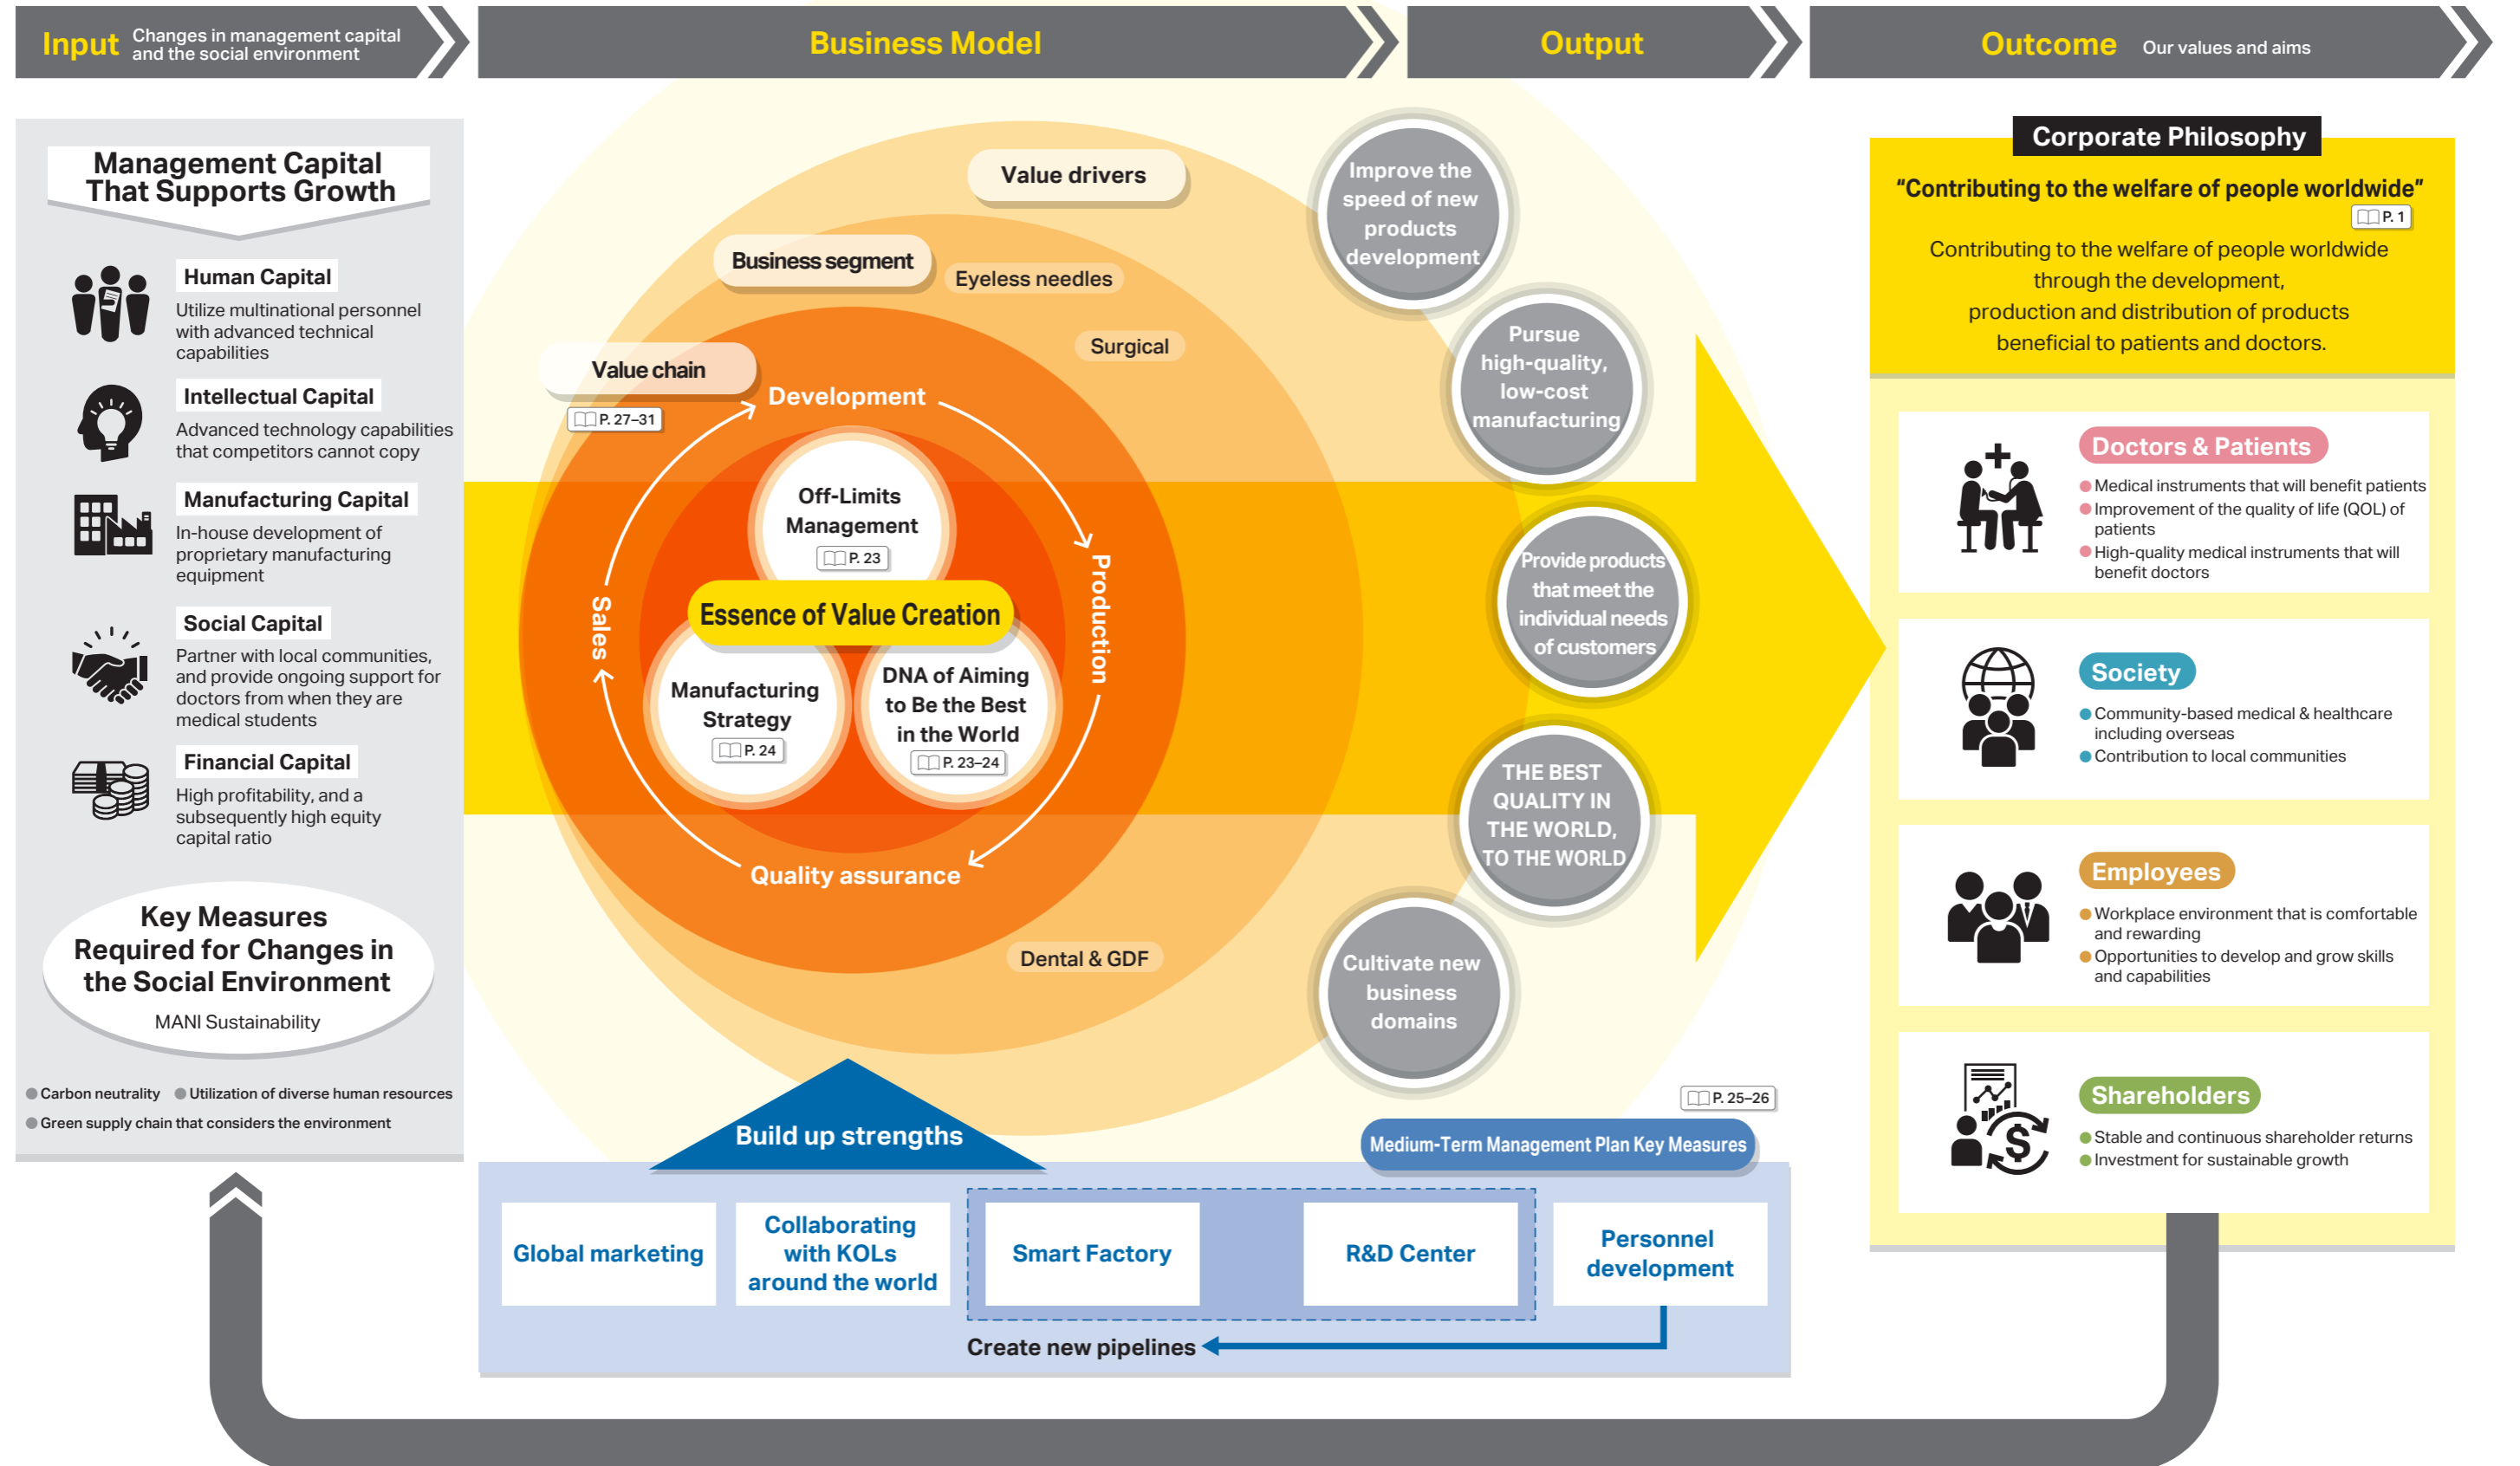 Input
Changes in management capital
and the social environment
Business Model
Output
Outcome
Our values and aims
Management Capital
That Supports Growth
Human Capital
Utilize multinational personnel
with advanced technical
capabilities
Intellectual Capital
Advanced technology capabilities
that competitors cannot copy
Manufacturing Capital
In-house development of
proprietary manufacturing
equipment
Social Capital
Partner with local communities,
and provide ongoing support for
doctors from when they are
medical students
Financial Capital
High profitability, and a
subsequently high equity
capital ratio
Key Measures
Required for Changes in
the Social Environment
MANI Sustainability
Carbon neutrality
Utilization of diverse human resources
Green supply chain that considers the environment
Value drivers
Business segment
Eyeless needles
Surgical
Dental & GDF
Value chain
P. 27–31
Development
Production
Quality assurance
Sales
Off-Limits
Management
P. 23
Essence of Value Creation
Manufacturing
Strategy
P. 24
DNA of Aiming
to Be the Best
in the World
P. 23–24
Build up strengths
Improve the
speed of new
products
development
Pursue
high-quality,
low-cost
manufacturing
Provide products
that meet the
individual needs
of customers
THE BEST
QUALITY IN
THE WORLD,
TO THE WORLD
Cultivate new
business
domains
P. 25–26
Medium-Term Management Plan Key Measures
Global marketing
Collaborating
with KOLs
around the world
Smart Factory
R&D Center
Personnel
development
Create new pipelines
Corporate Philosophy
“Contributing to the welfare of people worldwide”
P. 1
Contributing to the welfare of people worldwide
through the development,
production and distribution of products
beneficial to patients and doctors.
Doctors & Patients
Medical instruments that will benefit patients
Improvement of the quality of life (QOL) of
patients
High-quality medical instruments that will
benefit doctors
Society
Community-based medical & healthcare
including overseas
Contribution to local communities
Employees
Workplace environment that is comfortable
and rewarding
Opportunities to develop and grow skills
and capabilities
Shareholders
Stable and continuous shareholder returns
Investment for sustainable growth